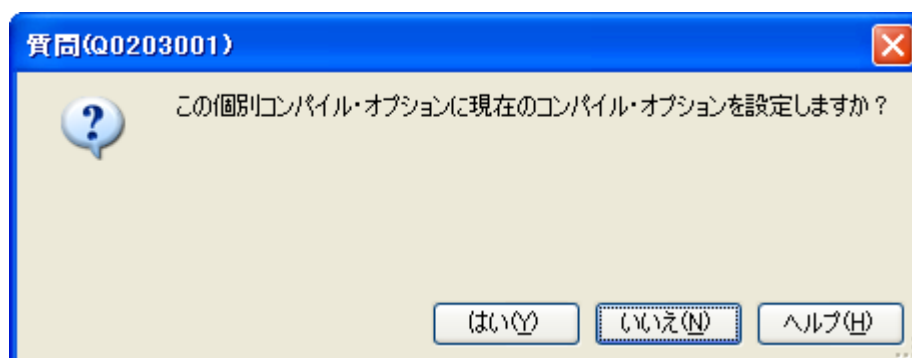 質問(Q0203001)
この個別コンパイル・オプションに現在のコンパイル・オプションを設定しますか？
はい(Y)
いいえ(N)
ヘルプ(H)